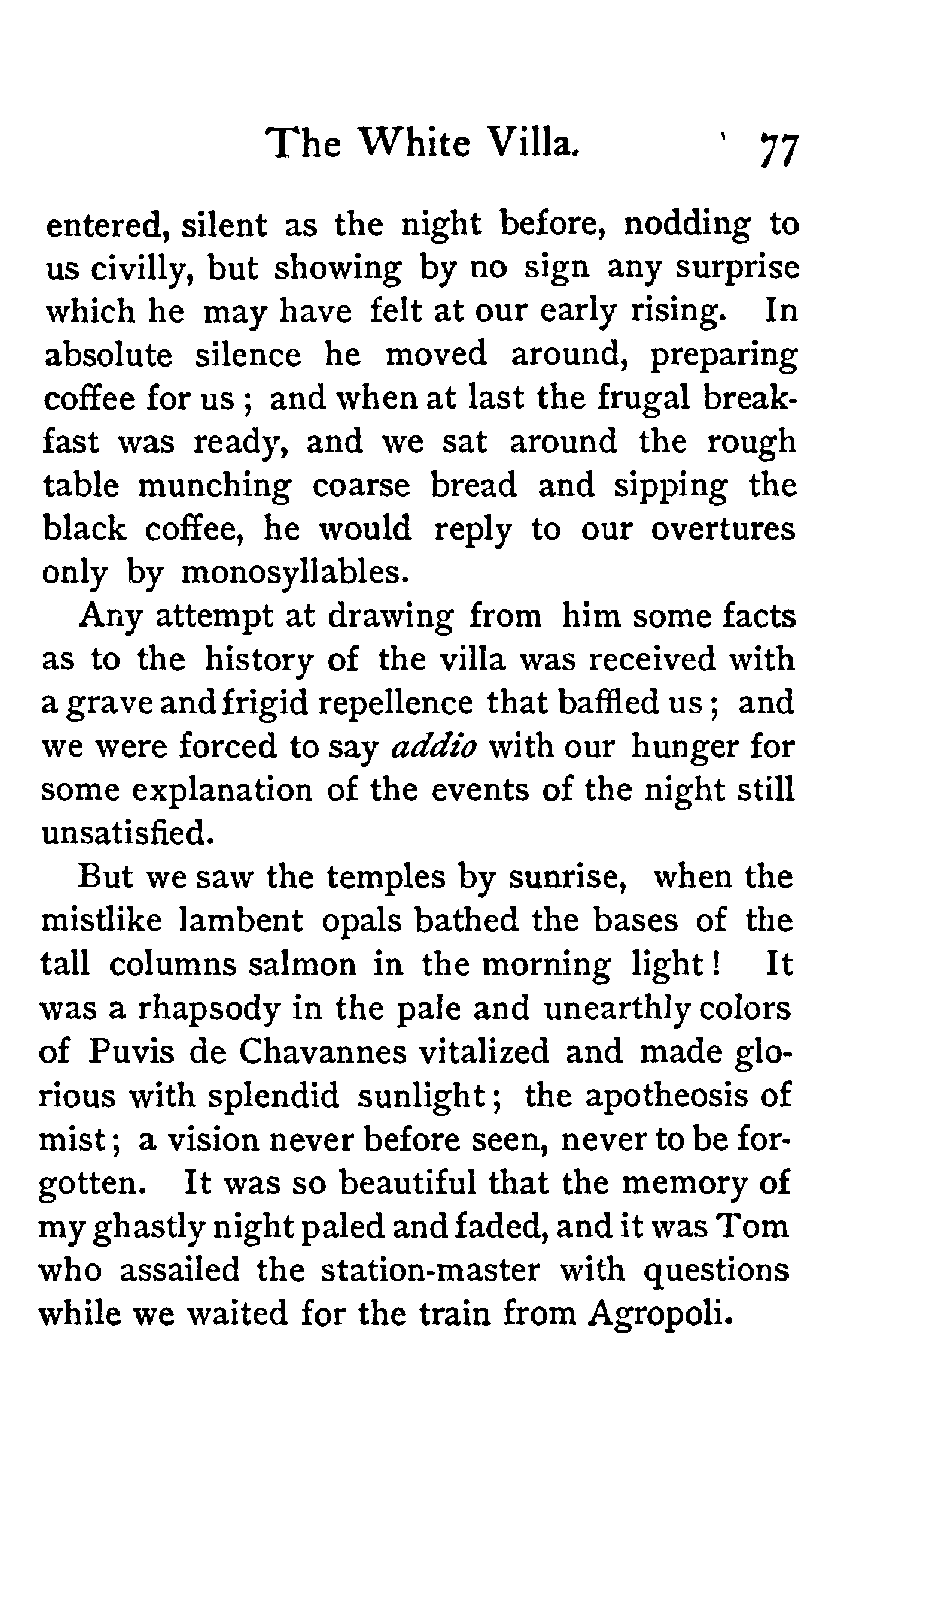 The White Villa. 77
entered, silent as the night before, nodding to
us civilly, but showing by no sign any surprise
which he may have felt at our early rising. In
absolute silence he moved around, preparing
coffee for us ; and when at last the frugal break-
fast was ready, and we sat around the rough
table munching coarse bread and sipping the
black coffee, he would reply to our overtures
only by monosyllables.
Any attempt at drawing from him some facts
as to the history of the villa was received with
a grave and frigid repellence that baffled us ; and
we were forced to say addio with our hunger for
some explanation of the events of the night still
unsatisfied.
But we saw the temples by sunrise, when the
mistlike lambent opals bathed the bases of the
tall columns salmon in the morning light ! It
was a rhapsody in the pale and unearthly colors
of Puvis de Chavannes vitalized and made glo-
rious with splendid sunlight ; the apotheosis of
mist ; a vision never before seen, never to be for-
gotten. It was so beautiful that the memory of
my ghastly night paled and faded, and it was Tom
who assailed the station-master with questions
while we waited for the train from Agropoli.